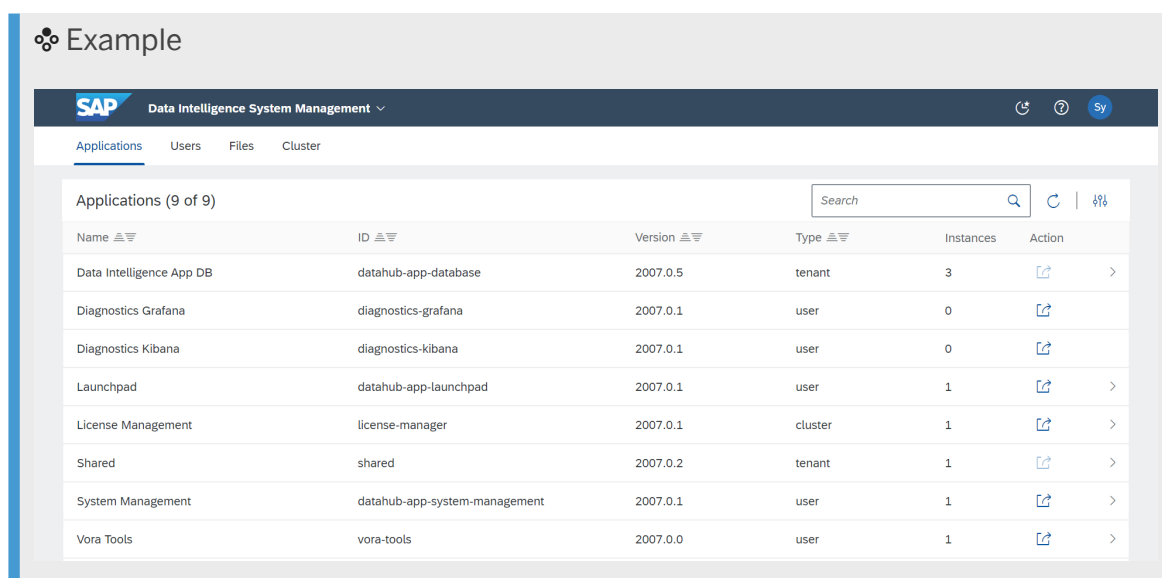 Example
SAP Data Intelligence System Management Sy
Applications Users Files Cluster
Applications (9 of 9) Search
Name ID Version Type Instances Action
Data Intelligence App DB datahub-app-database 2007.0.5 tenant 3
Diagnostics Grafana diagnostics-grafana 2007.0.1 user 0
Diagnostics Kibana diagnostics-kibana 2007.0.1 user 0
Launchpad datahub-app-launchpad 2007.0.1 user 1
License Management license-manager 2007.0.1 cluster 1
Shared shared 2007.0.2 tenant 1
System Management datahub-app-system-management 2007.0.1 user 1
Vora Tools vora-tools 2007.0.0 user 1